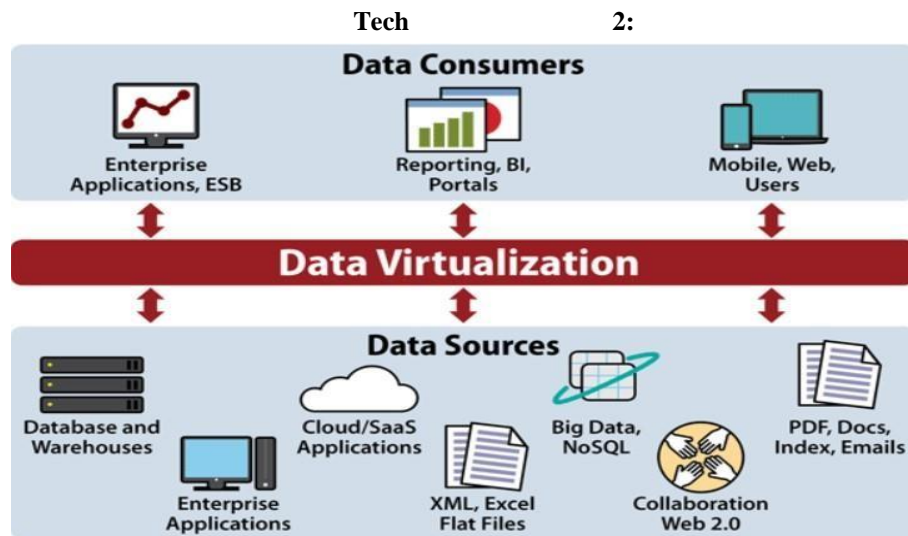 Tech 2:
Data Consumers
Enterprise
Applications, ESB
Reporting, BI,
Portals
Mobile, Web,
Users
Data Virtualization
Data Sources
Database and
Warehouses
Enterprise
Applications
Cloud/SaaS
Applications
XML, Excel
Flat Files
Big Data,
NoSQL
Collaboration
Web 2.0
PDF, Docs,
Index, Emails